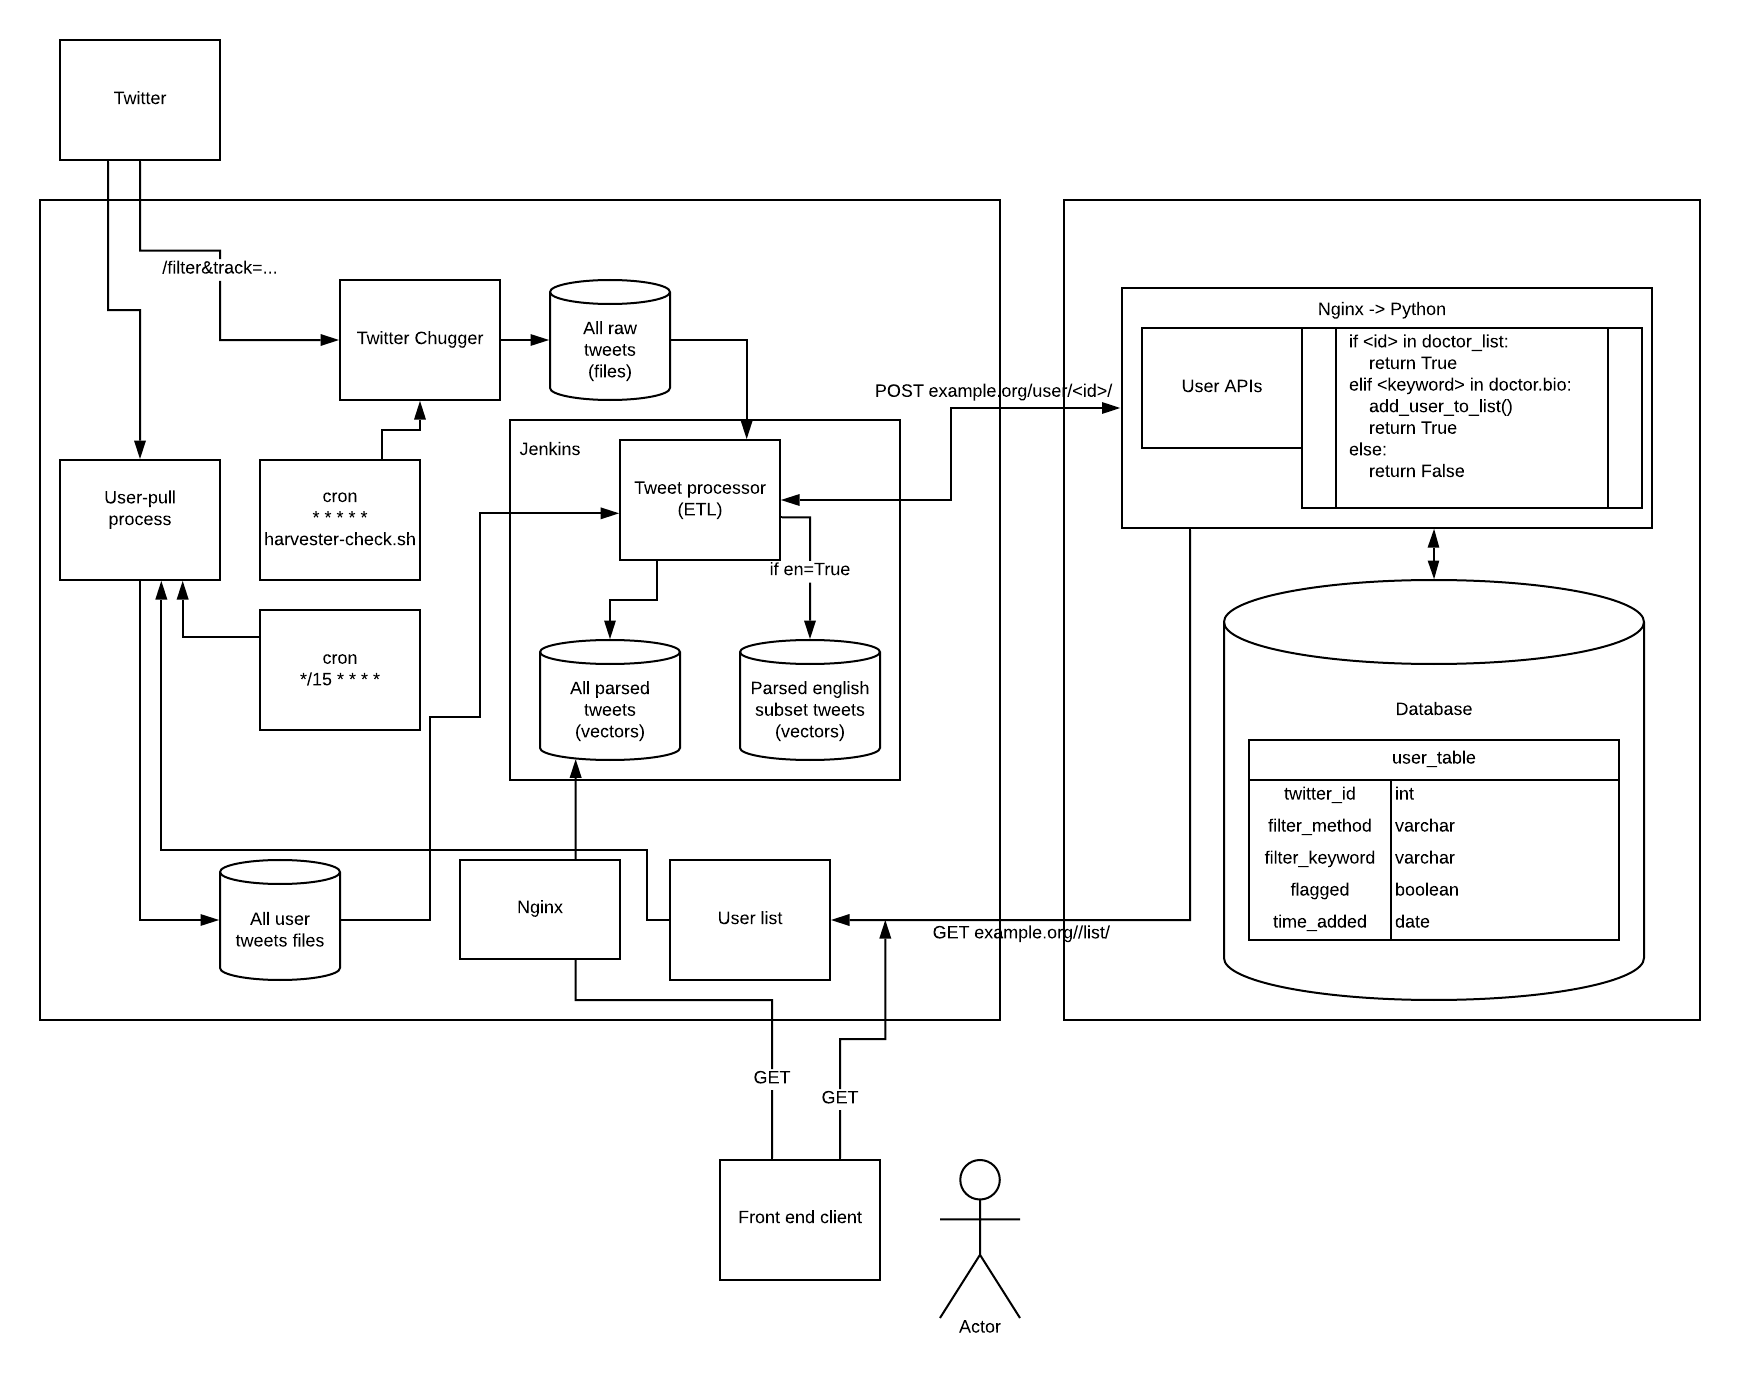 Twitter
/filter&track=...
Twitter Chugger
All raw
tweets
(files)
POST example.org/user/<id>/
Nginx -> Python
User APIs
if <id> in doctor_list:
return True
elif <keyword> in doctor.bio:
add_user_to_list()
return True
else:
return False
Jenkins
Tweet processor
(ETL)
User-pull
process
cron
* * * * *
harvester-check.sh
if en=True
cron
*/15 * * * *
All parsed
tweets
(vectors)
Parsed english
subset tweets
(vectors)
Database
user_table
twitter_id int
filter_method varchar
filter_keyword varchar
flagged boolean
time_added date
All user
tweets files
Nginx
User list
GET example.org//list/
GET
GET
Front end client
Actor